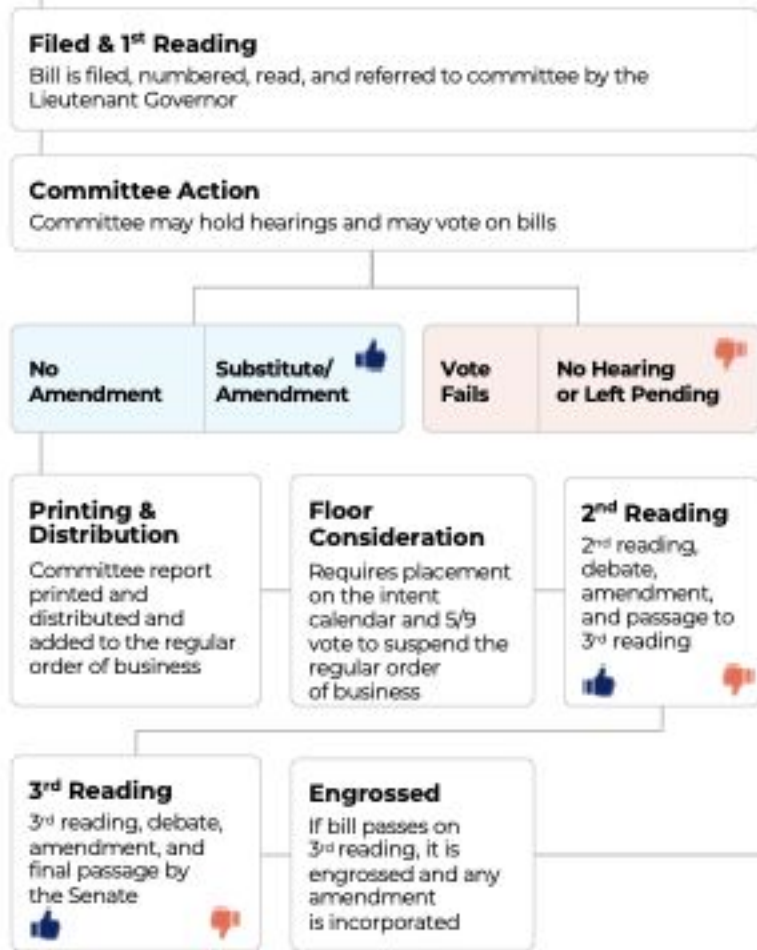 Filed & 1st Reading
Bill is filed, numbered, read, and referred to committee by the
Lieutenant Governor
Committee Action
Committee may hold hearings and may vote on bills
No
Amendment
Substitute/
Amendment
Vote
Fails
No Hearing
or Left Pending
Printing &
Distribution
Committee report
printed and
distributed and
added to the regular
order of business
Floor
Consideration
Requires placement
on the intent
calendar and 5/9
vote to suspend the
regular order
of business
2nd Reading
2nd reading,
debate,
amendment,
and passage to
3rd reading
3rd Reading
3rd reading, debate,
amendment, and
final passage by
the Senate
Engrossed
If bill passes on
3rd reading, it is
engrossed and any
amendment
is incorporated